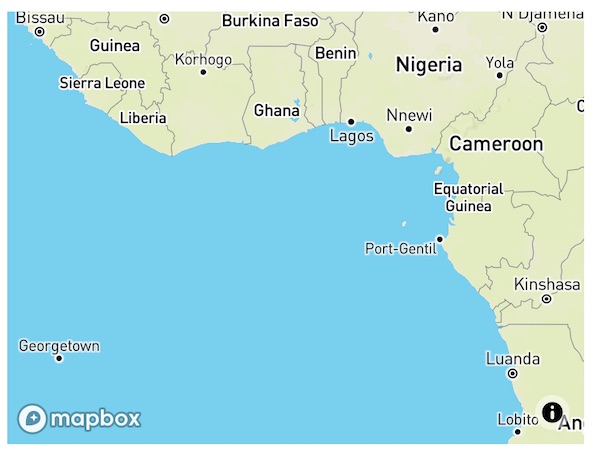 Bissau
Burkina Faso
Kano
N'Djamena
Guinea
Korhogo
Benin
Nigeria
Yola
Sierra Leone
Liberia
Ghana
Lagos
Nnewi
Cameroon
Equatorial
Guinea
Port-Gentil
Kinshasa
Georgetown
Luanda
mapbox
Lobito
i
An